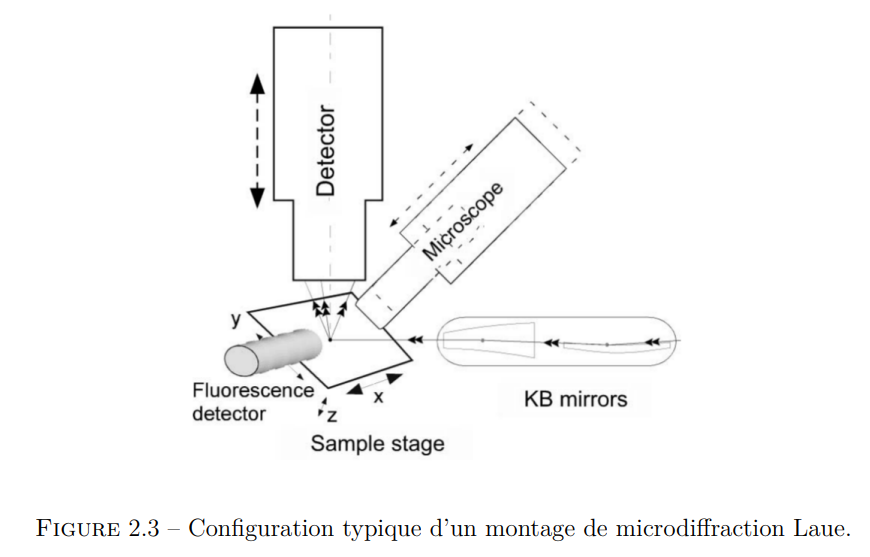 Detector
Microscope
y
Fluorescence
detector
x
z
KB mirrors
Sample stage
FIGURE 2.3 – Configuration typique d'un montage de microdiffraction Laue.